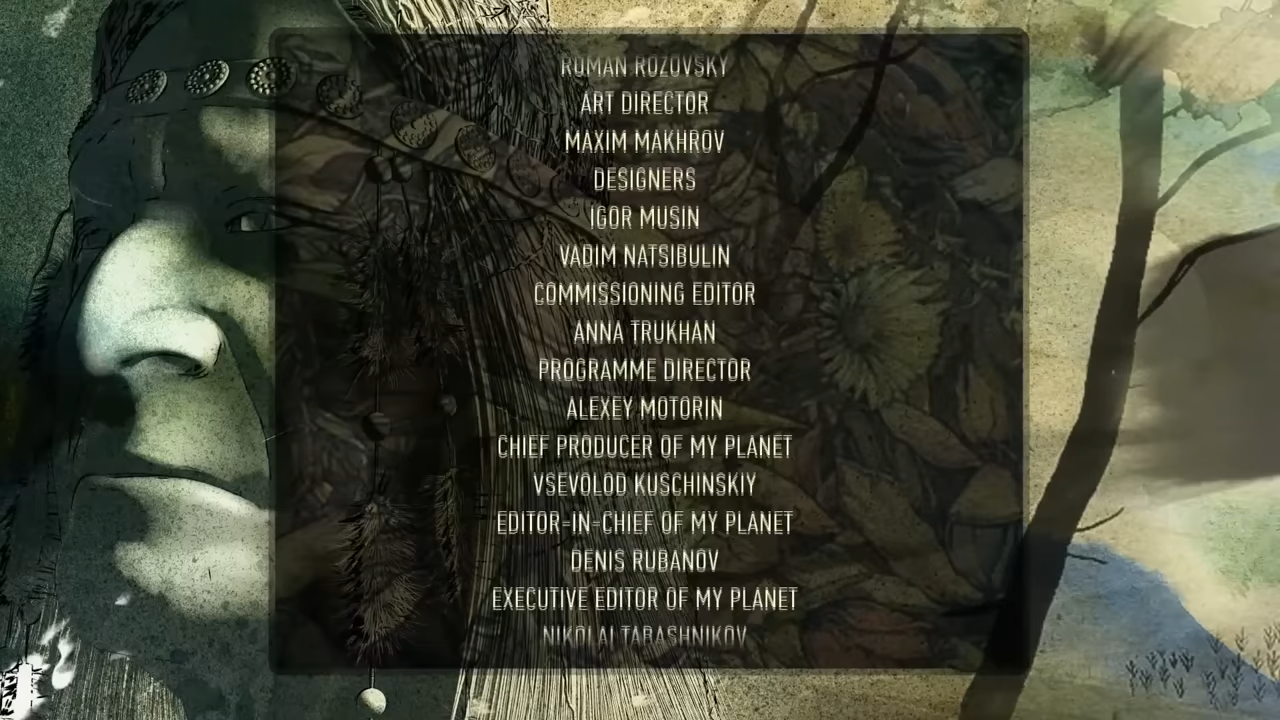 ROMAN ROZOVSKY
ART DIRECTOR
MAXIM MAKHROV
DESIGNERS
IGOR MUSIN
VADIM NATSIBULIN
COMMISSIONING EDITOR
ANNA TRUKHAN
PROGRAMME DIRECTOR
ALEXEY MOTORIN
CHIEF PRODUCER OF MY PLANET
VSEVOLOD KUSCHINSKIY
EDITOR-IN-CHIEF OF MY PLANET
DENIS RUBANOV
EXECUTIVE EDITOR OF MY PLANET
NIKOLAI TABASHNIKOV